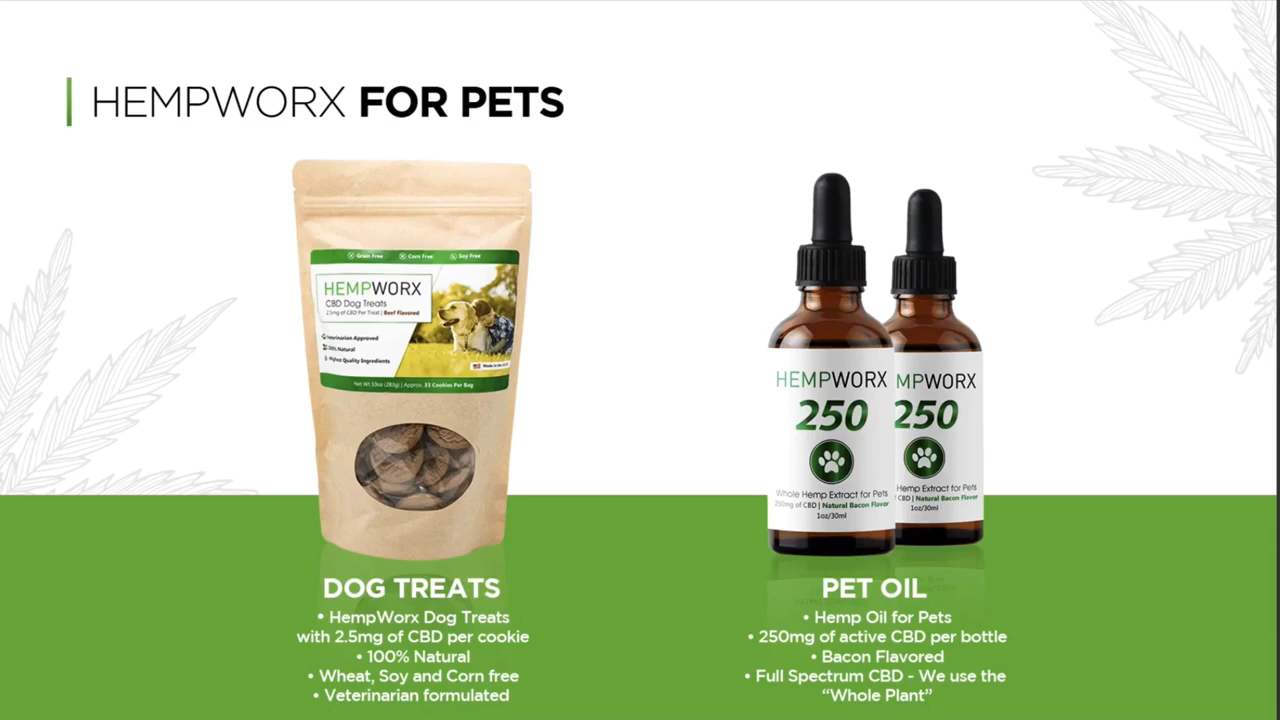 HEMPWORX FOR PETS
Grain Free Corn Free Soy Free
HEMPWORX
CBD Dog Treats
2.5mg of CBD Per Treat | Beef Flavored
Veterinarian Approved
100% Natural
Highest Quality Ingredients
Made in the
Net Wt 10oz (283g) | Approx. 33 Cookies Per Bag
HEMPWORX
250
Whole Hemp Extract for Pets
250mg of CBD | Natural Bacon Flavor
1oz/30ml
MPWORX
250
Hemp Extract for Pets
CBD | Natural Bacon Flavor
1oz/30ml
DOG TREATS
• HempWorx Dog Treats
with 2.5mg of CBD per cookie
• 100% Natural
• Wheat, Soy and Corn free
• Veterinarian formulated
PET OIL
• Hemp Oil for Pets
• 250mg of active CBD per bottle
• Bacon Flavored
• Full Spectrum CBD - We use the
“Whole Plant”